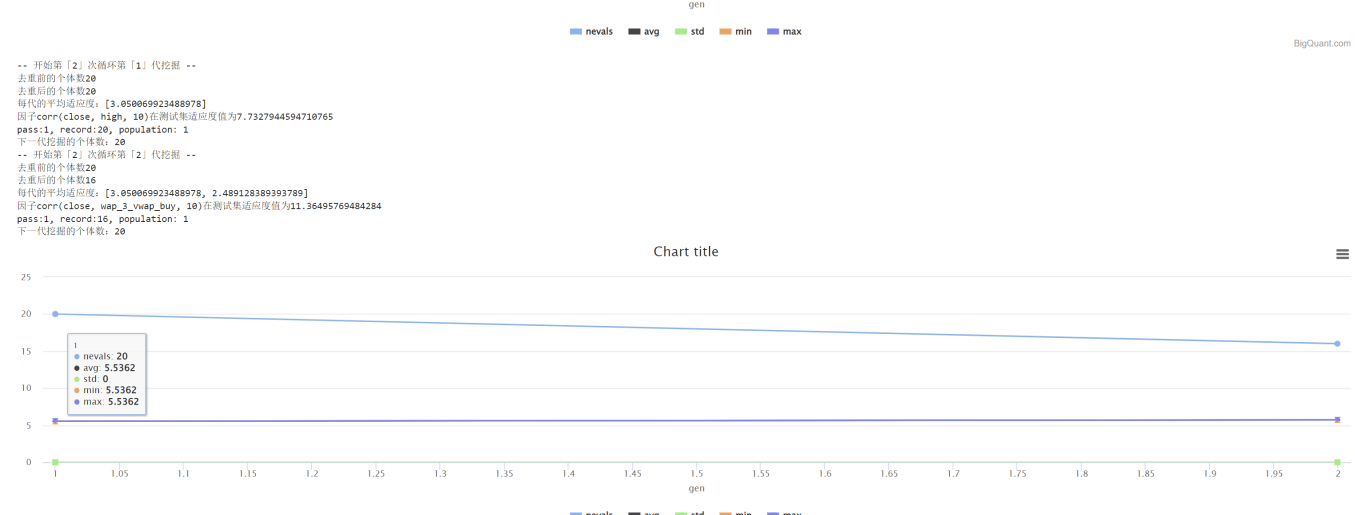 gen
nevals avg std min max
BigQuant.com
-- 开始第「2」次循环第「1」代挖掘 --
去重前的个体数20
去重后的个体数20
每代的平均适应度：[3.050069923488978]
因子corr(close, high, 10)在测试集适应度值为7.7327944594710765
pass:1, record:20, population: 1
下一代挖掘的个体数：20
-- 开始第「2」次循环第「2」代挖掘 --
去重前的个体数20
去重后的个体数16
每代的平均适应度：[3.050069923488978, 2.489128389393789]
因子corr(close, wap_3_vwap_buy, 10)在测试集适应度值为11.36495769484284
pass:1, record:16, population: 1
下一代挖掘的个体数：20
Chart title
25
20
15
10
5
0
1
nevals: 20
avg: 5.5362
std: 0
min: 5.5362
max: 5.5362
1 1.05 1.1 1.15 1.2 1.25 1.3 1.35 1.4 1.45 1.5 1.55 1.6 1.65 1.7 1.75 1.8 1.85 1.9 1.95 2
gen
nevals avg std min max